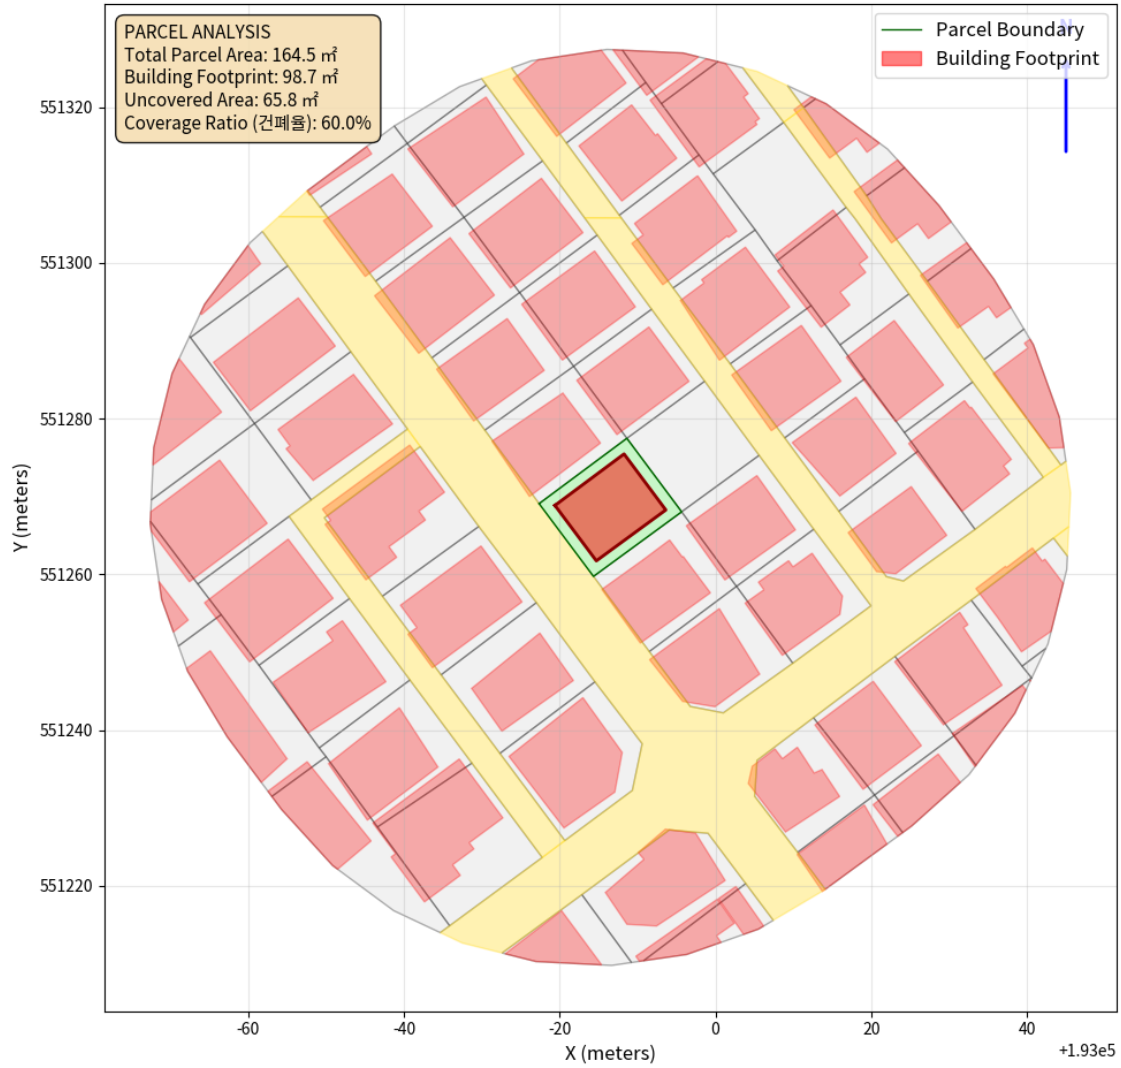 PARCEL ANALYSIS
Total Parcel Area: 164.5 ㎡
Building Footprint: 98.7 ㎡
Uncovered Area: 65.8 ㎡
Coverage Ratio (건폐율): 60.0%
N
Parcel Boundary
Building Footprint
551320
551300
551280
551260
551240
551220
Y (meters)
-60
-40
-20
0
20
40
X (meters)
+1.93e5